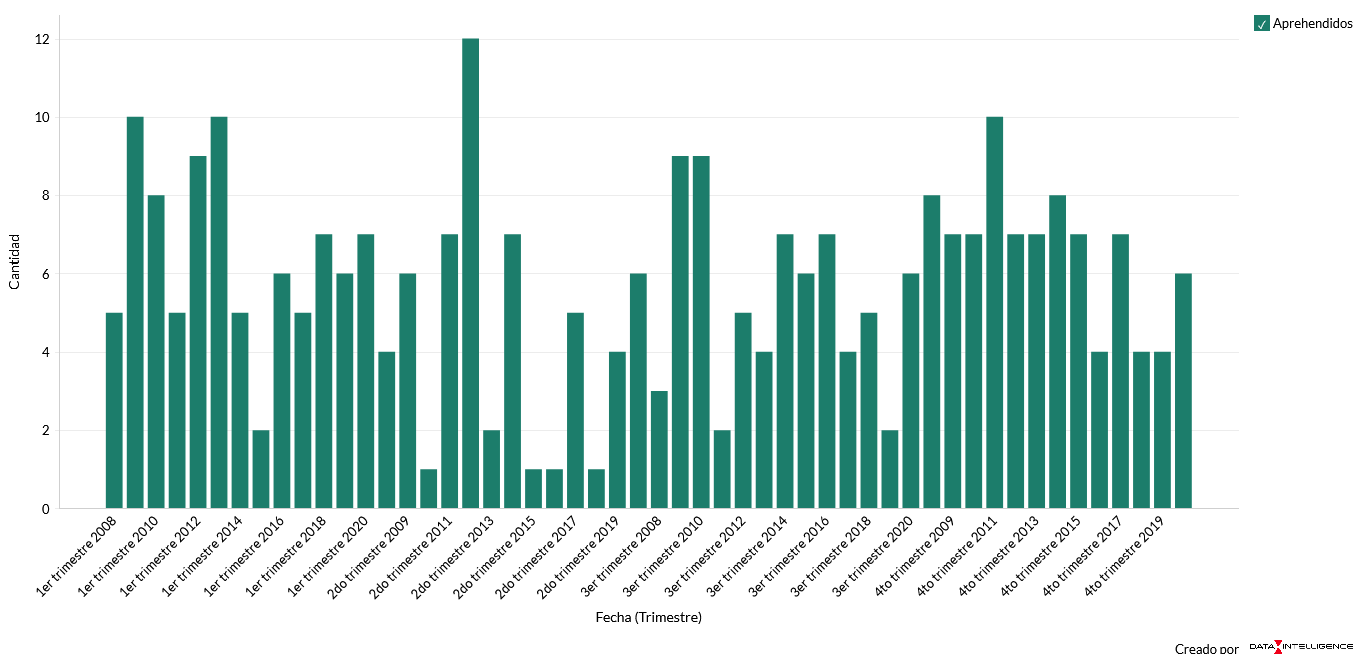 Aprehendidos
12
10
8
6
4
2
0
Cantidad
1er trimestre 2008
1er trimestre 2010
1er trimestre 2012
1er trimestre 2014
1er trimestre 2016
1er trimestre 2018
1er trimestre 2020
2do trimestre 2009
2do trimestre 2011
2do trimestre 2013
2do trimestre 2015
2do trimestre 2017
2do trimestre 2019
3er trimestre 2008
3er trimestre 2010
3er trimestre 2012
3er trimestre 2014
3er trimestre 2016
3er trimestre 2018
3er trimestre 2020
4to trimestre 2009
4to trimestre 2011
4to trimestre 2013
4to trimestre 2015
4to trimestre 2017
4to trimestre 2019
Fecha (Trimestre)
Creado por DATA INTELLIGENCE